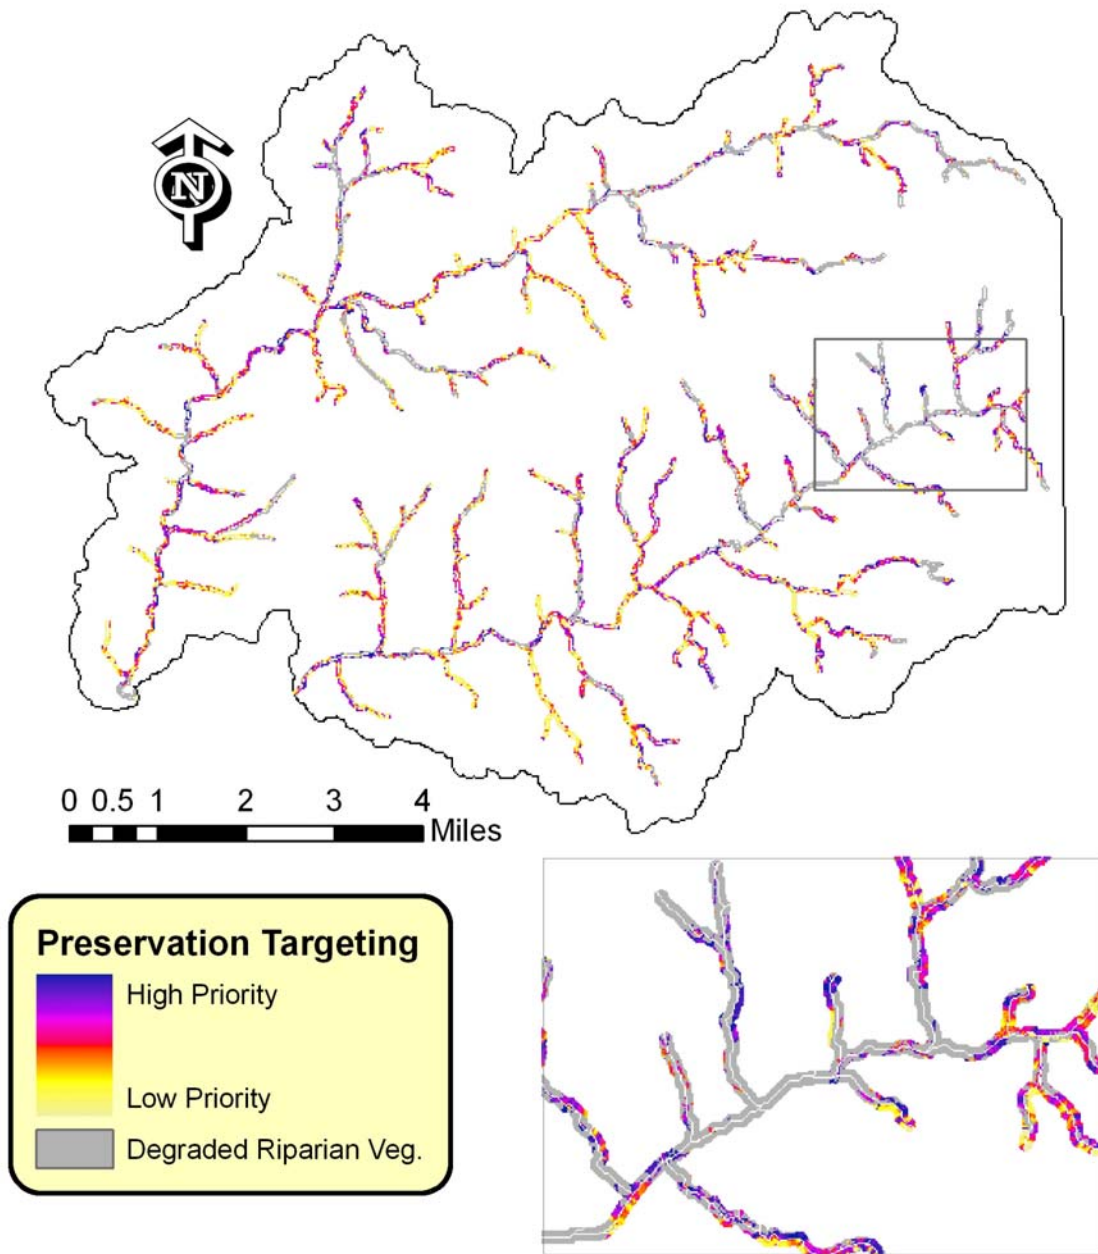 N
0 0.5 1 2 3 4
Miles
Preservation Targeting
High Priority
Low Priority
Degraded Riparian Veg.